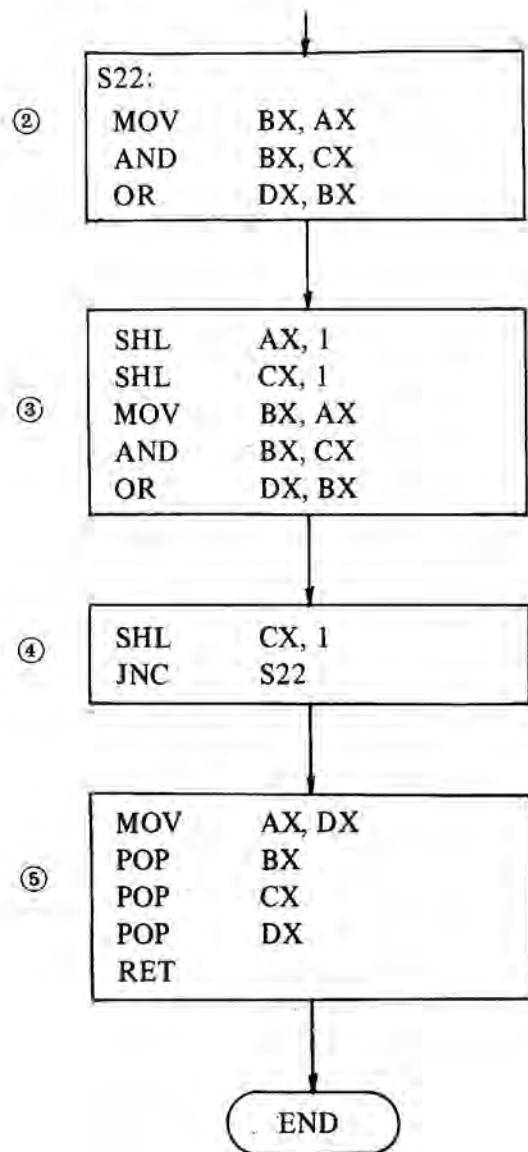 S22:
② MOV BX, AX
AND BX, CX
OR DX, BX
SHL AX, 1
SHL CX, 1
③ MOV BX, AX
AND BX, CX
OR DX, BX
④ SHL CX, 1
JNC S22
MOV AX, DX
POP BX
⑤ POP CX
POP DX
RET
END